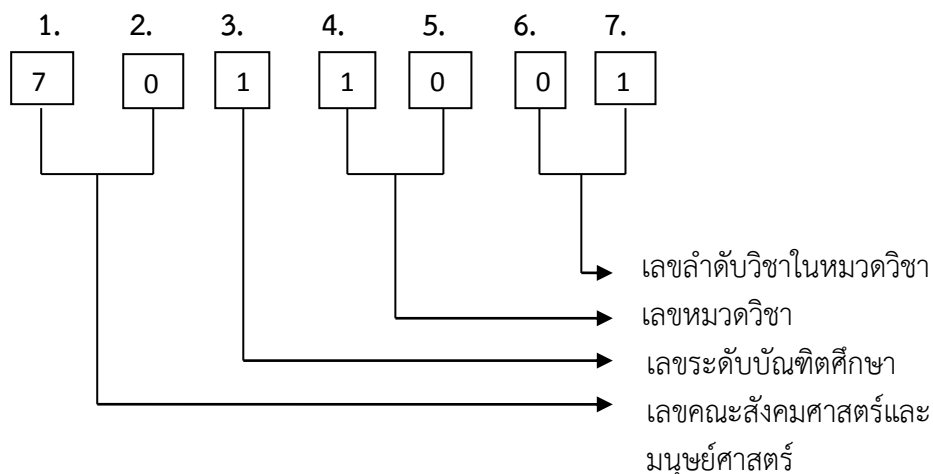 1. 2. 3. 4. 5. 6. 7.
7 0 1 1 0 0 1
เลขลำดับวิชาในหมวดวิชา
เลขหมวดวิชา
เลขระดับบัณฑิตศึกษา
เลขคณะสังคมศาสตร์และ
มนุษย์ศาสตร์